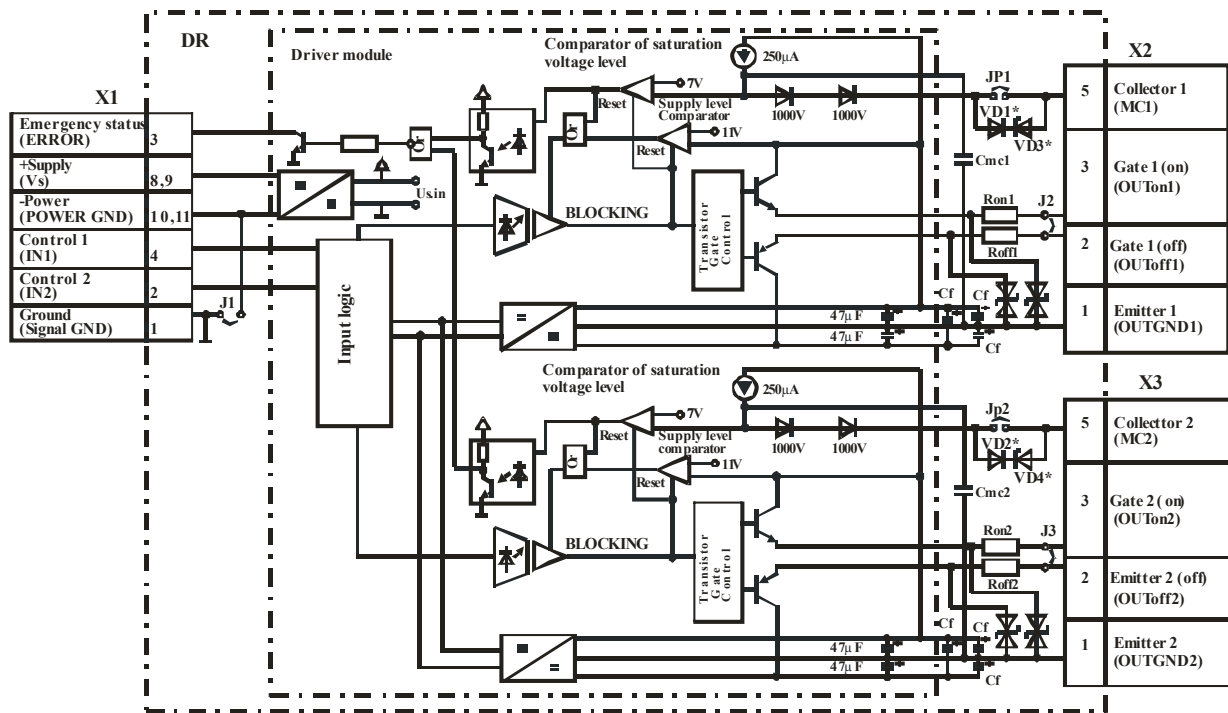 DR
Driver module
X1
Emergency status
(ERROR)
3
+Supply
(Vs)
8,9
-Power
(POWER GND)
10,11
Control 1
(IN1)
4
Control 2
(IN2)
2
Ground
(Signal GND)
1
J1
Input logic
Or
Us.in
Comparator of saturation
voltage level
250μA
7V
Reset
Supply level
Comparator
Or
11V
Reset
BLOCKING
Transistor
Gate
Control
1000V
1000V
47μF
47μF
Cf
Cf
Cf
Cmc1
JP1
VD1*
VD3*
Ron1
J2
Roff1
X2
5
Collector 1
(MC1)
3
Gate 1 (on)
(OUTon1)
2
Gate 1 (off)
(OUToff1)
1
Emitter 1
(OUTGND1)
Comparator of saturation
voltage level
250μA
7V
Reset
Supply level
comparator
Or
11V
Reset
BLOCKING
Transistor
Gate
Control
1000V
1000V
47μF
47μF
Cf
Cf
Cf
Cmc2
Jp2
VD2*
VD4*
Ron2
J3
Roff2
X3
5
Collecttor 2
(MC2)
3
Gate 2 ( on)
(OUTon2)
2
Emitter 2 (off)
(OUToff2)
1
Emitter 2
(OUTGND2)